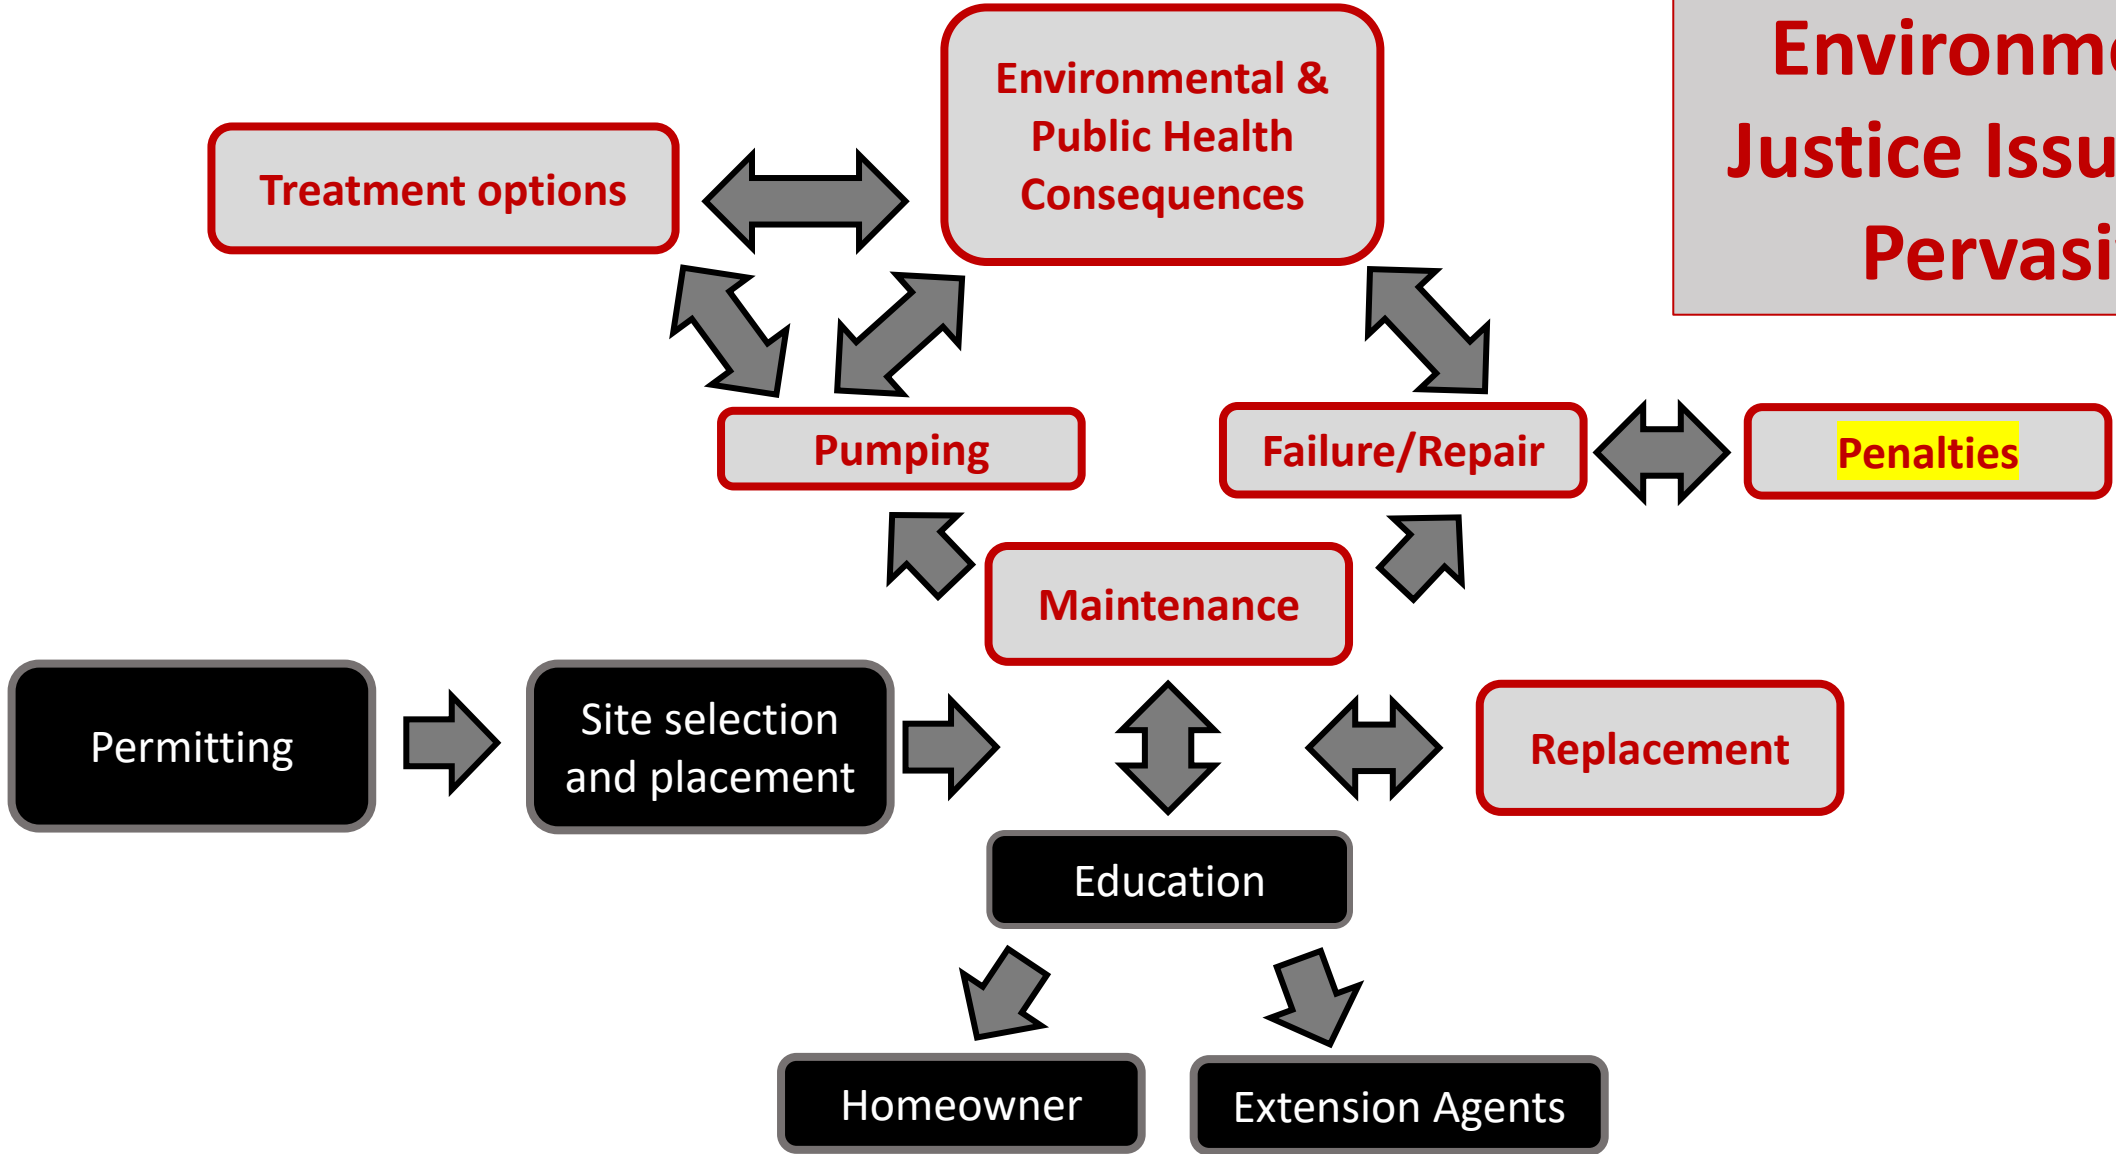 Environmental &
Public Health
Consequences
Justice
Treatment options
Pumping
Failure/Repair
Penalties
Maintenance
Permitting
Site selection
and placement
Replacement
Education
Homeowner
Extension Agents